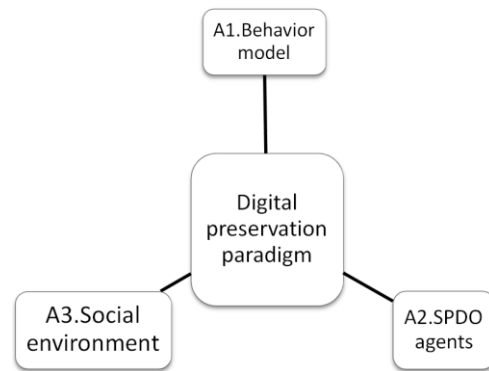 A1.Behavior
model
Digital
preservation
paradigm
A3.Social
environment
A2.SPDO
agents